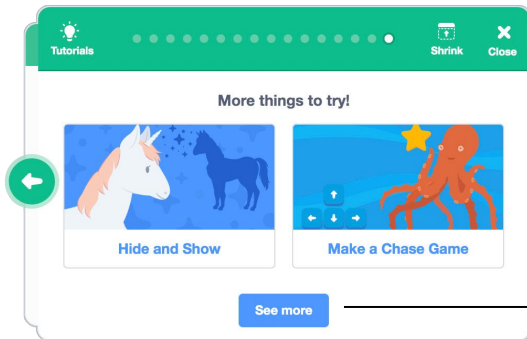 Tutorials
Shrink
Close
More things to try!
Hide and Show
Make a Chase Game
See more